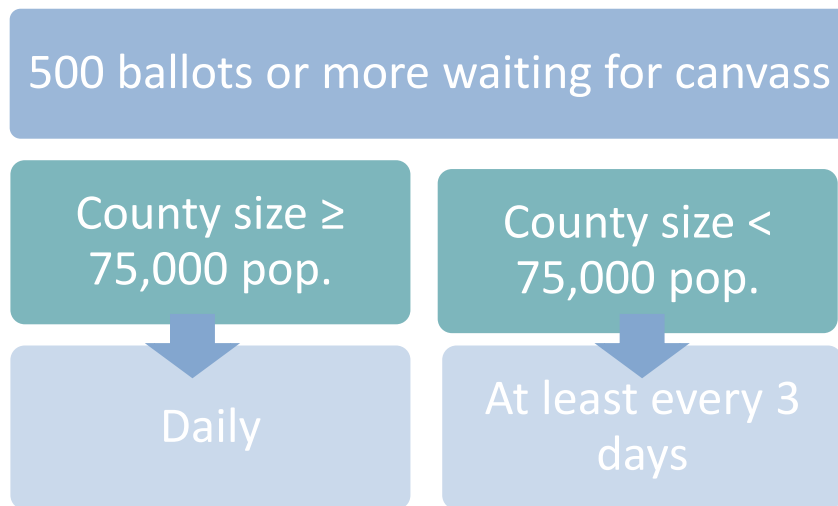 500 ballots or more waiting for canvass
County size ≥
75,000 pop.
County size <
75,000 pop.
Daily
At least every 3
days